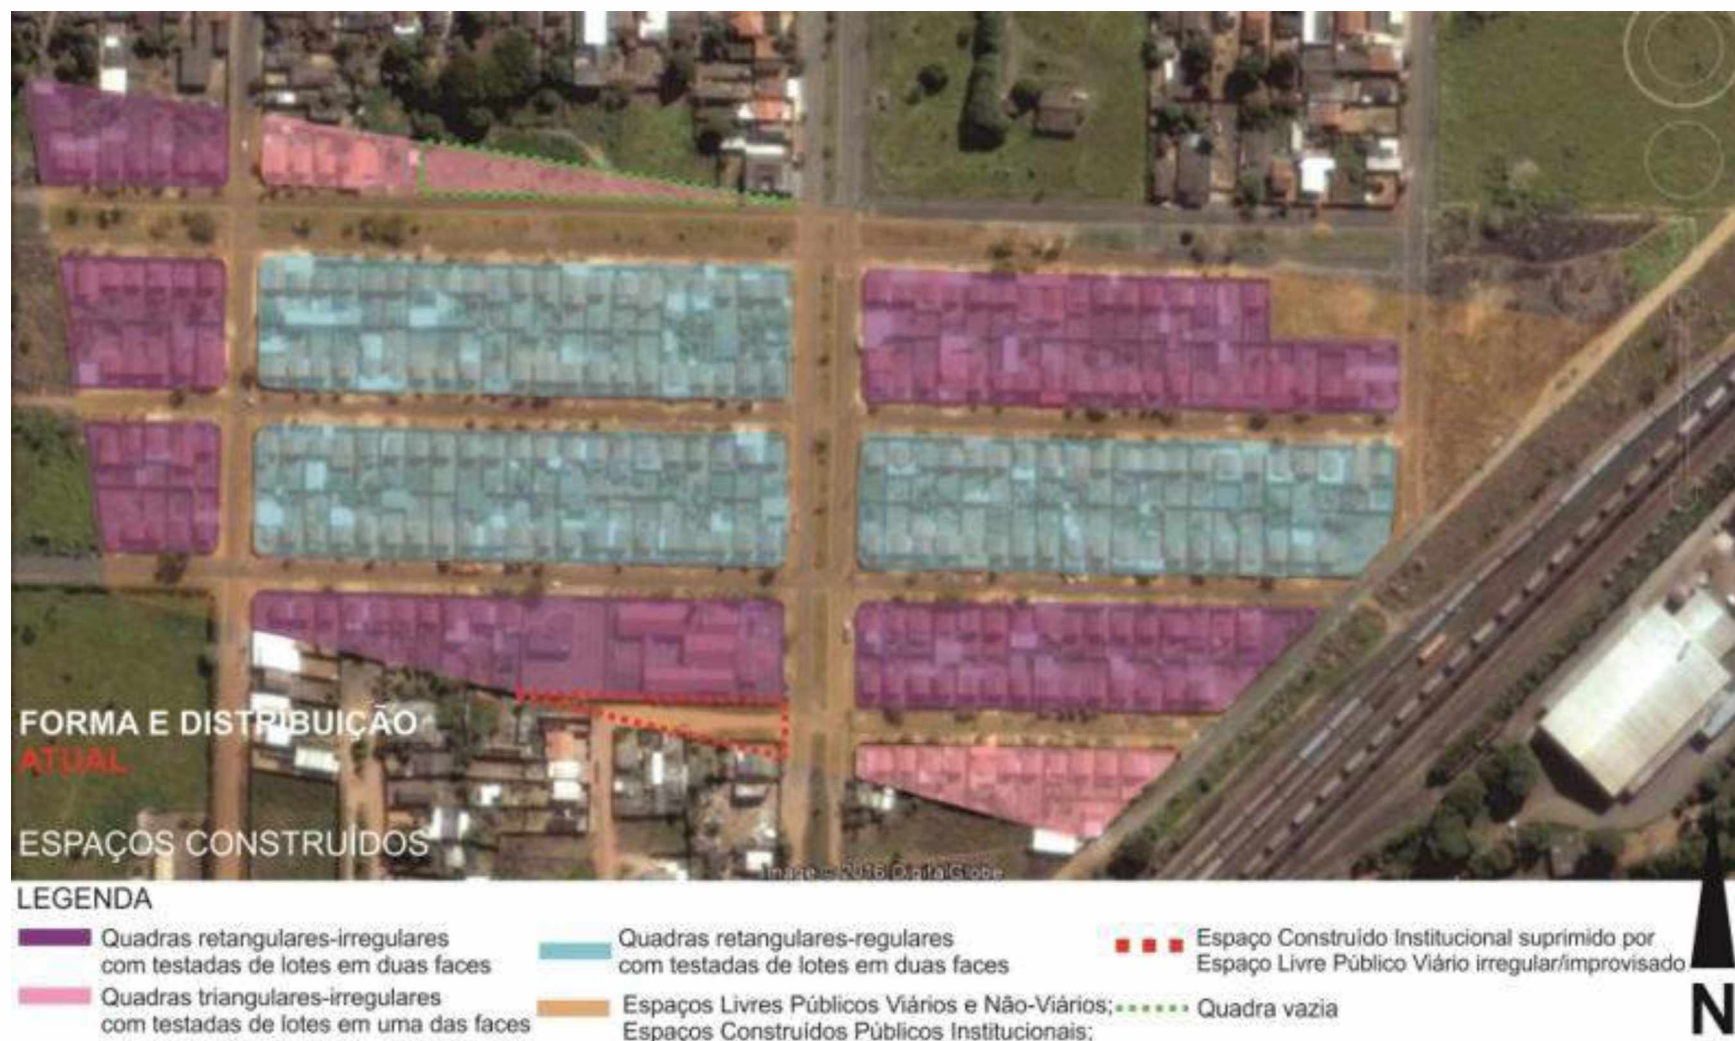 FORMA E DISTRIBUIÇÃO
ATUAL
ESPAÇOS CONSTRUÍDOS
Image © 2016 DigitalGlobe
LEGENDA
Quadras retangulares-irregulares
com testadas de lotes em duas faces
Quadras triangulares-irregulares
com testadas de lotes em uma das faces
Quadras retangulares-regulares
com testadas de lotes em duas faces
Espaços Livres Públicos Viários e Não-Viários;
Espaços Construídos Públicos Institucionais;
Espaço Construído Institucional suprimido por
Espaço Livre Público Viário irregular/improvisado
Quadra vazia
N